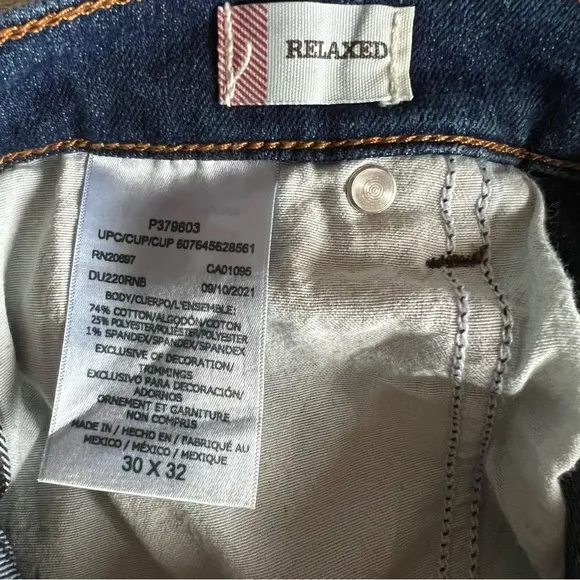 RELAXED
P379603
UPC/CUP/CUP 607645628561
RN20697 CA01095
DU220RNB 09/10/2021
BODY/CUERPO/L'ENSEMBLE:
74% COTTON/ALGODÓN/COTON
25% POLYESTER/POLIESTER/POLYESTER
1% SPANDEX/SPANDEX/SPANDEX
EXCLUSIVE OF DECORATION/
TRIMMINGS
EXCLUSIVO PARA DECORACIÓN/
ADORNOS
ORNEMENT ET GARNITURE
NON COMPRIS
MADE IN / HECHO EN / FABRIQUÉ AU
MEXICO / MÉXICO / MEXIQUE
30 X 32